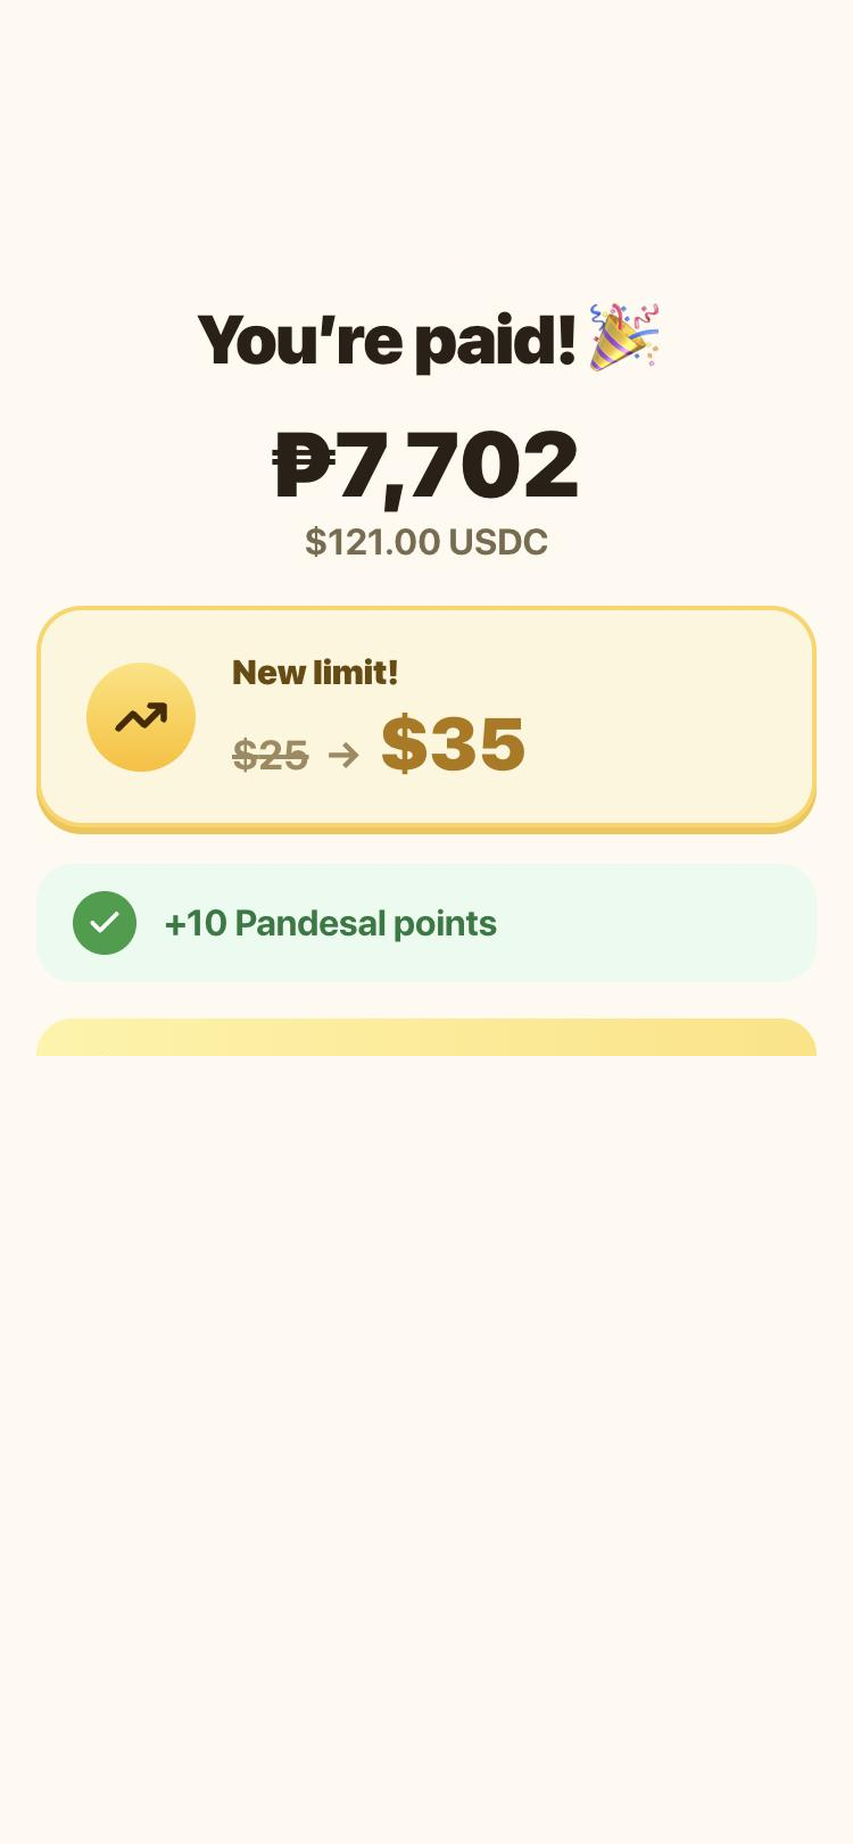 You’re paid! 🎉
₱7,702
$121.00 USDC
New limit!
$25 → $35
+10 Pandesal points